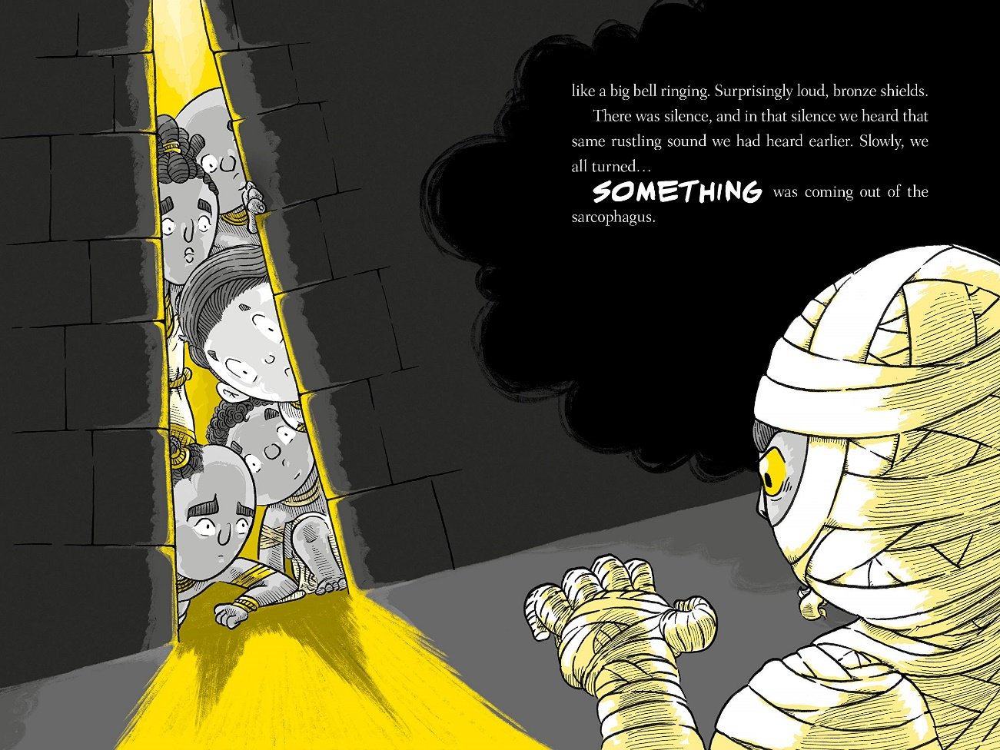 like a big bell ringing. Surprisingly loud, bronze shields.
There was silence, and in that silence we heard that
same rustling sound we had heard earlier. Slowly, we
all turned…
SOMETHING was coming out of the
sarcophagus.